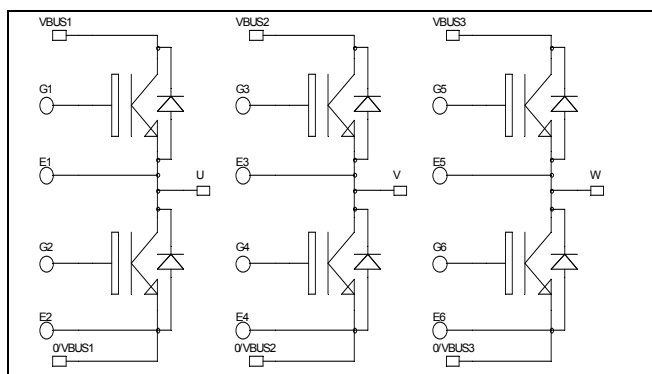 VBUS1 VBUS2 VBUS3
G1 G3 G5
E1 E3 E5
U V W
G2 G4 G6
E2 E4 E6
0/VBUS1 0/VBUS2 0/VBUS3